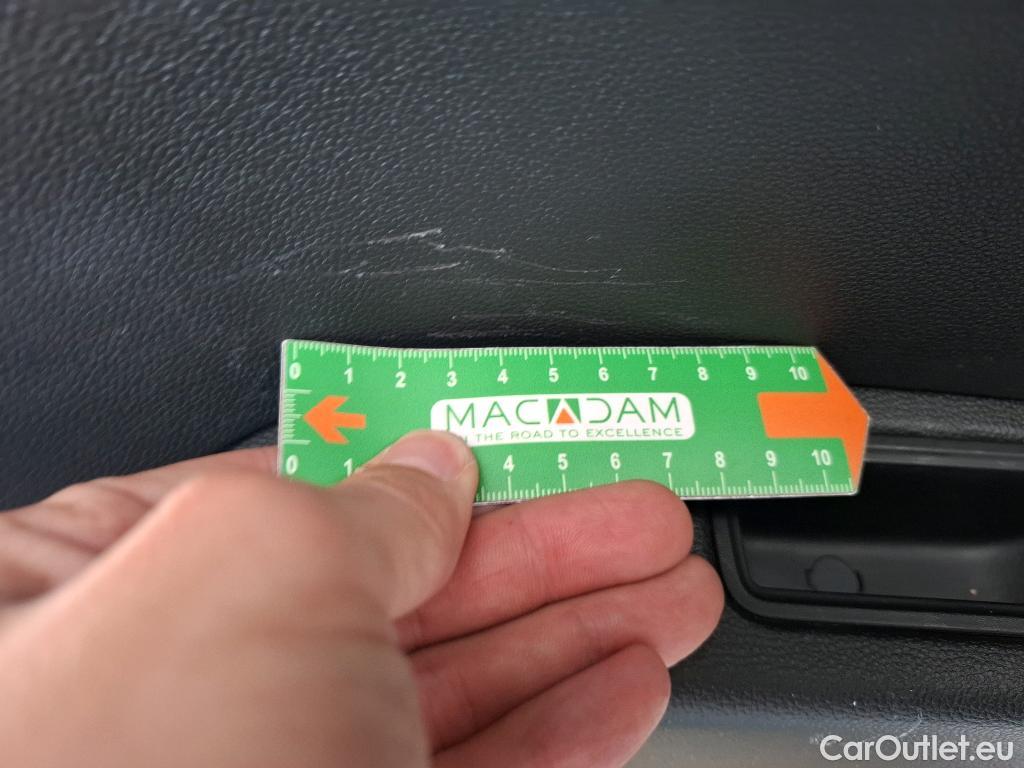 0 1 2 3 4 5 6 7 8 9 10
MACADAM
N THE ROAD TO EXCELLENCE
0 1 4 5 6 7 8 9 10
CarOutlet.eu